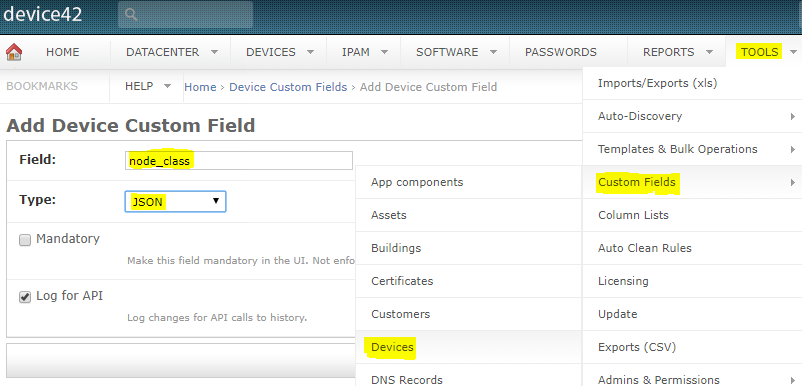 device42
HOME DATACENTER DEVICES IPAM SOFTWARE PASSWORDS REPORTS TOOLS
BOOKMARKS HELP Home › Device Custom Fields › Add Device Custom Field
Add Device Custom Field
Field: node_class
Type: JSON
Mandatory
Make this field mandatory in the UI. Not enfo
Log for API
Log changes for API calls to history.
App components
Assets
Buildings
Certificates
Customers
Devices
DNS Records
Imports/Exports (xls)
Auto-Discovery
Templates & Bulk Operations
Custom Fields
Column Lists
Auto Clean Rules
Licensing
Update
Exports (CSV)
Admins & Permissions